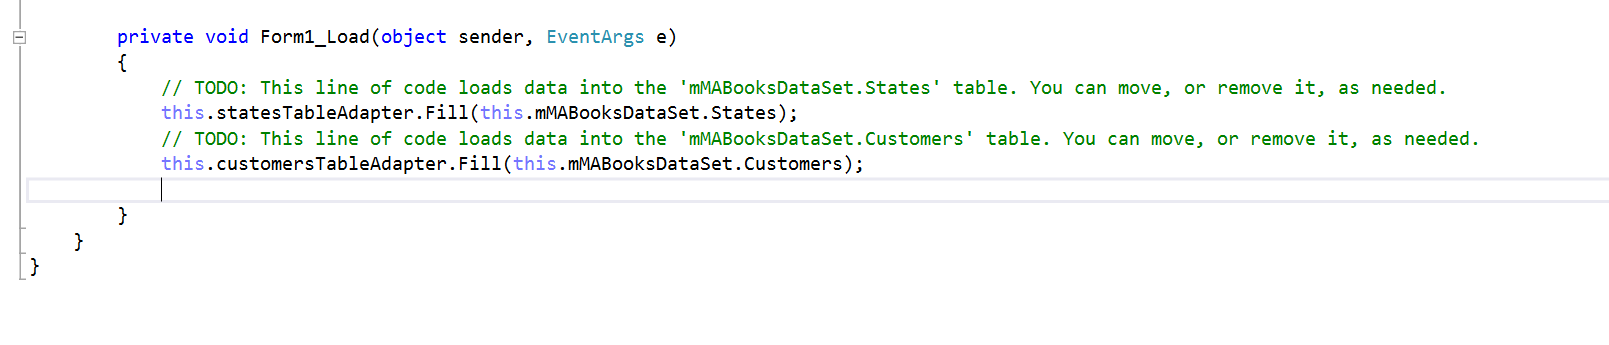 private void Form1_Load(object sender, EventArgs e)
{
// TODO: This line of code loads data into the 'mMABooksDataSet.States' table. You can move, or remove it, as needed.
this.statesTableAdapter.Fill(this.mMABooksDataSet.States);
// TODO: This line of code loads data into the 'mMABooksDataSet.Customers' table. You can move, or remove it, as needed.
this.customersTableAdapter.Fill(this.mMABooksDataSet.Customers);
}
}
}